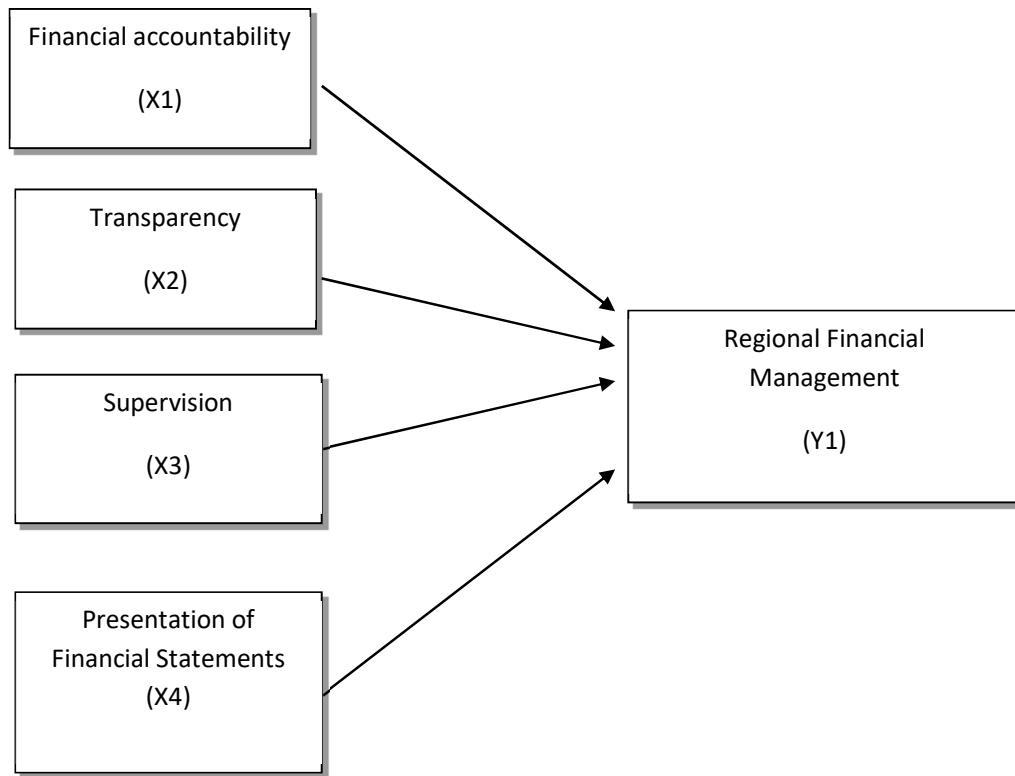 Financial accountability
(X1)
Transparency
(X2)
Supervision
(X3)
Presentation of
Financial Statements
(X4)
Regional Financial
Management
(Y1)